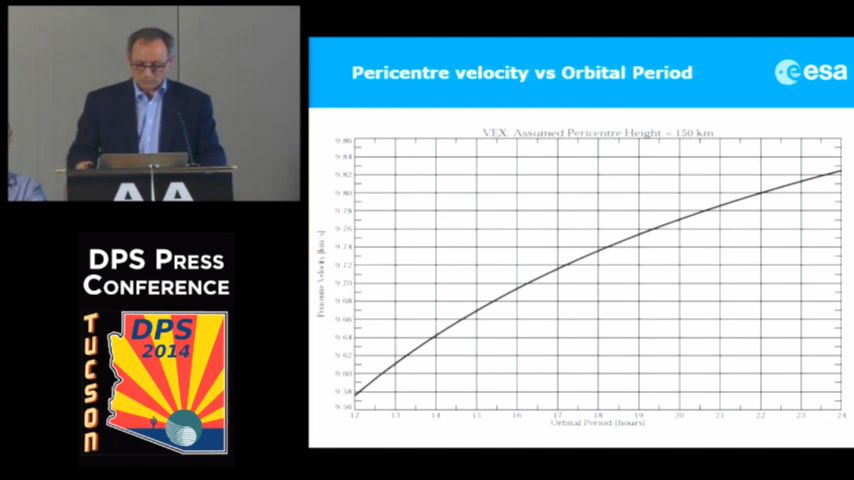 Pericentre velocity vs Orbital Period
esa
VEX. Assumed Pericentre Height = 150 km
9.86
9.84
9.82
9.80
9.78
9.76
9.74
9.72
9.70
9.68
9.66
9.64
9.62
9.60
9.58
9.56
Pericentre Velocity [km/s]
12 13 14 15 16 17 18 19 20 21 22 23 24
Orbital Period [hours]
DPS PRESS
CONFERENCE
TUCSON
DPS
2014